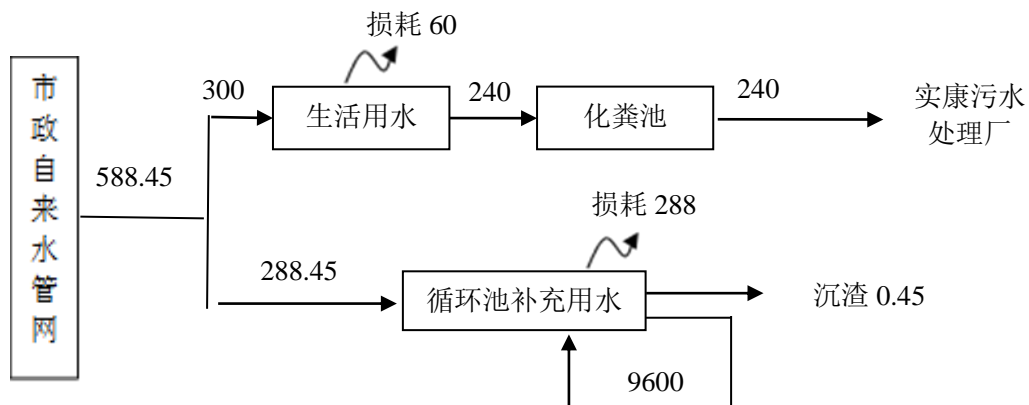 损耗 60
市政自来水管网
300
生活用水
240
化粪池
240
实康污水
处理厂
588.45
损耗 288
288.45
循环池补充用水
沉渣 0.45
9600